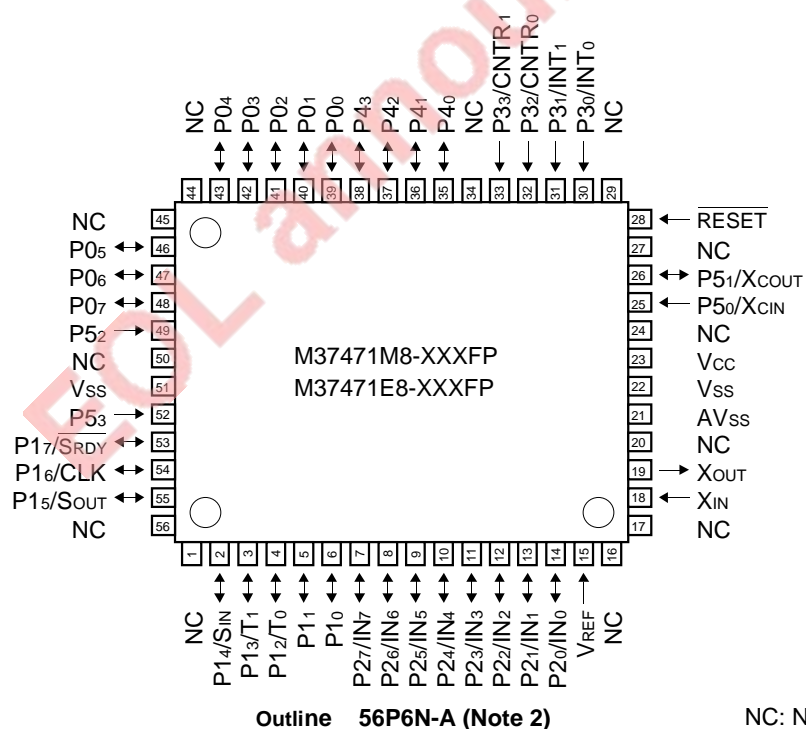 EOL annou
NC
P04
P03
P02
P01
P00
P43
P42
P41
P40
NC
P33/CNTR1
P32/CNTR0
P31/INT1
P30/INT0
NC
44
43
42
41
40
39
38
37
36
35
34
33
32
31
30
29
NC 45
P05 46
P06 47
P07 48
P52 49
NC 50
VSS 51
P53 52
P17/SRDY 53
P16/CLK 54
P15/SOUT 55
NC 56
M37471M8-XXXFP
M37471E8-XXXFP
28 RESET
27 NC
26 P51/XCOUT
25 P50/XCIN
24 NC
23 VCC
22 VSS
21 AVSS
20 NC
19 XOUT
18 XIN
17 NC
1
2
3
4
5
6
7
8
9
10
11
12
13
14
15
16
NC
P14/SIN
P13/T1
P12/T0
P11
P10
P27/IN7
P26/IN6
P25/IN5
P24/IN4
P23/IN3
P22/IN2
P21/IN1
P20/IN0
VREF
NC
Outline 56P6N-A (Note 2)
NC: N